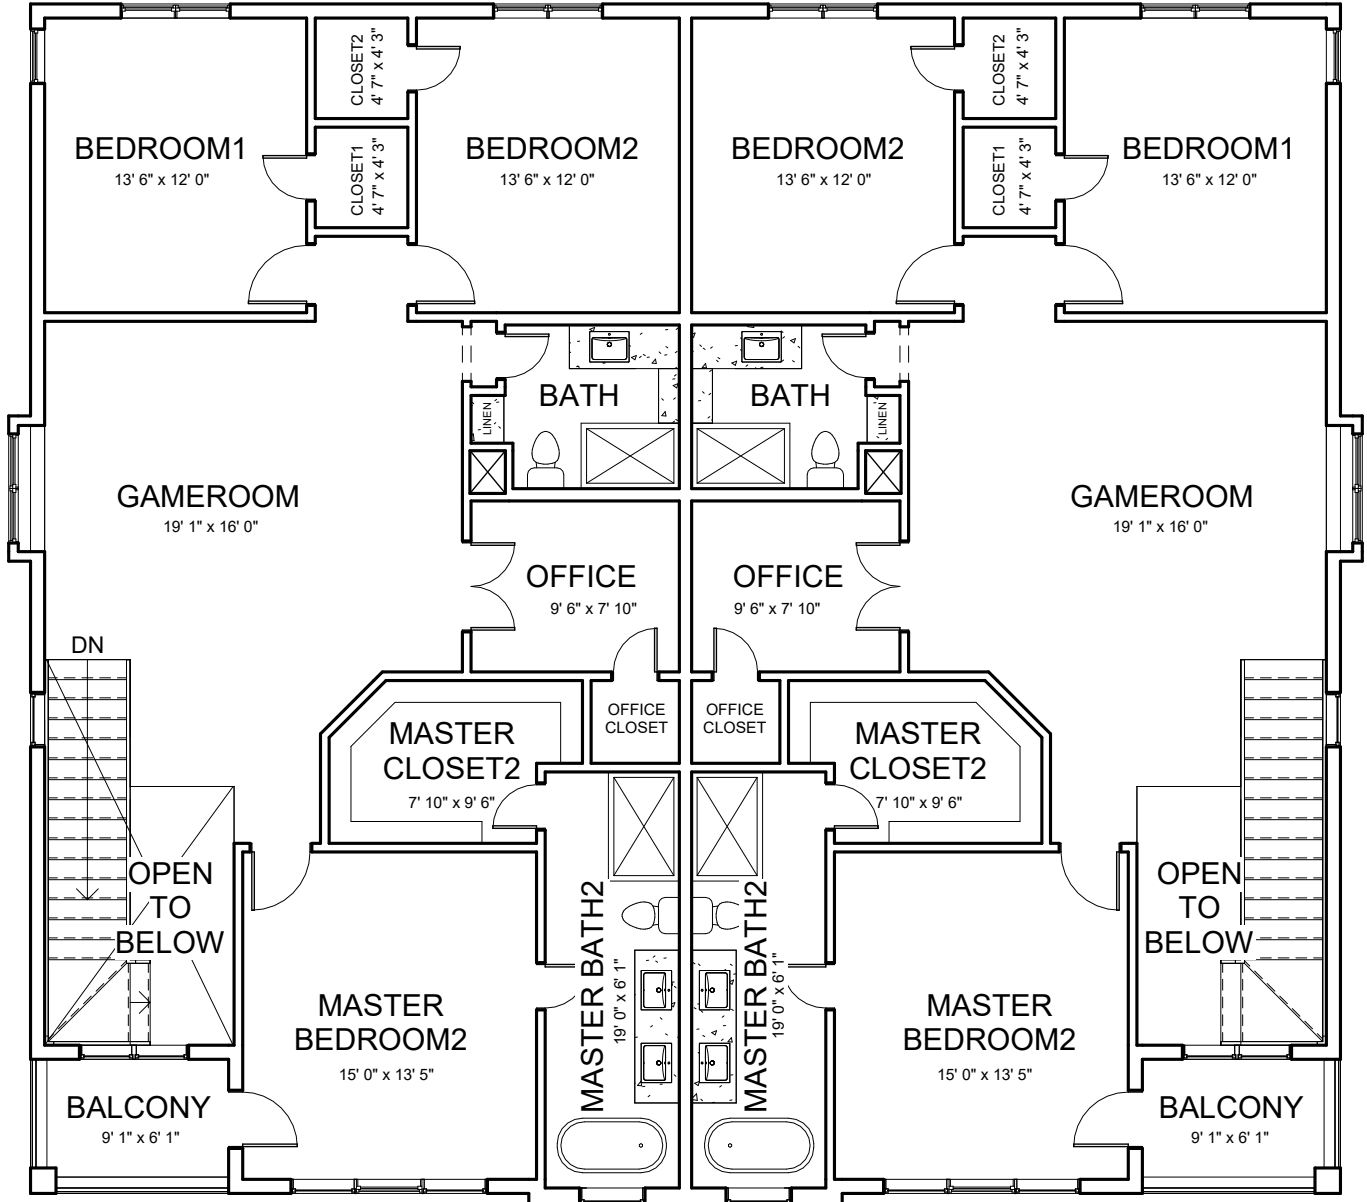 BEDROOM1
13' 6" x 12' 0"
CLOSET2
4' 7" x 4' 3"
CLOSET1
4' 7" x 4' 3"
BEDROOM2
13' 6" x 12' 0"
BEDROOM2
13' 6" x 12' 0"
CLOSET2
4' 7" x 4' 3"
CLOSET1
4' 7" x 4' 3"
BEDROOM1
13' 6" x 12' 0"
BATH
LINEN
BATH
LINEN
GAMEROOM
19' 1" x 16' 0"
GAMEROOM
19' 1" x 16' 0"
OFFICE
9' 6" x 7' 10"
OFFICE
9' 6" x 7' 10"
DN
OFFICE
CLOSET
OFFICE
CLOSET
MASTER
CLOSET2
7' 10" x 9' 6"
MASTER
CLOSET2
7' 10" x 9' 6"
OPEN
TO
BELOW
OPEN
TO
BELOW
MASTER BATH2
19' 0" x 6' 1"
MASTER BATH2
19' 0" x 6' 1"
MASTER
BEDROOM2
15' 0" x 13' 5"
MASTER
BEDROOM2
15' 0" x 13' 5"
BALCONY
9' 1" x 6' 1"
BALCONY
9' 1" x 6' 1"